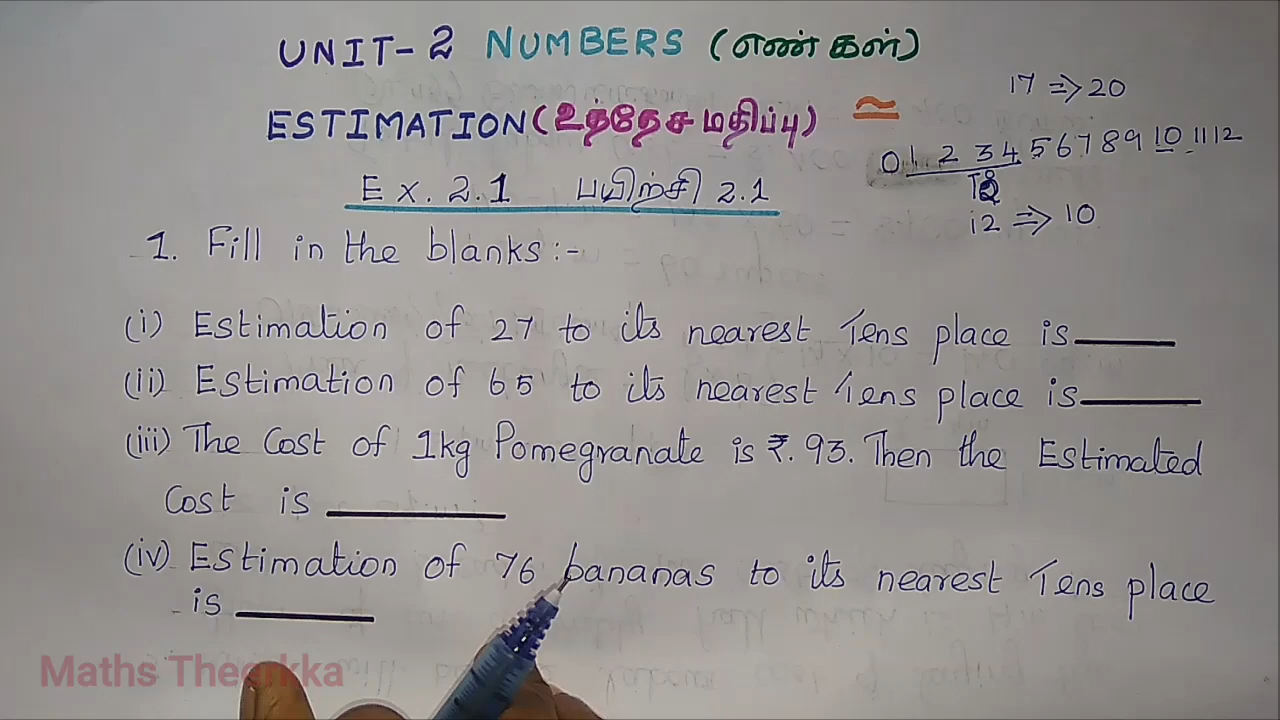 UNIT-2 NUMBERS (எண்கள்)
ESTIMATION (உத்தேச மதிப்பு) ≃
17 ⇒ 20
0 1 2 3 4 5 6 7 8 9 10 11 12
12 ⇒ 10
Ex. 2.1 பயிற்சி 2.1
1. Fill in the blanks :-
(i) Estimation of 27 to its nearest Tens place is
(ii) Estimation of 65 to its nearest Tens place is
(iii) The Cost of 1kg Pomegranate is ₹. 93. Then the Estimated
Cost is
(iv) Estimation of 76 bananas to its nearest Tens place
is
Maths Theerkka